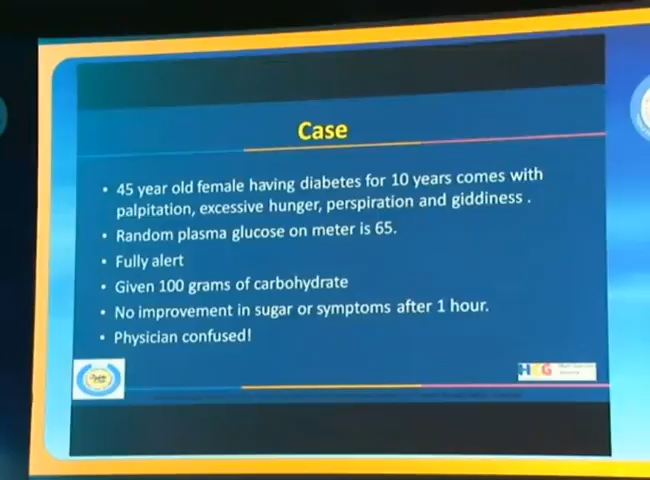 Case
• 45 year old female having diabetes for 10 years comes with
palpitation, excessive hunger, perspiration and giddiness .
• Random plasma glucose on meter is 65.
• Fully alert
• Given 100 grams of carbohydrate
• No improvement in sugar or symptoms after 1 hour.
• Physician confused!
HCG